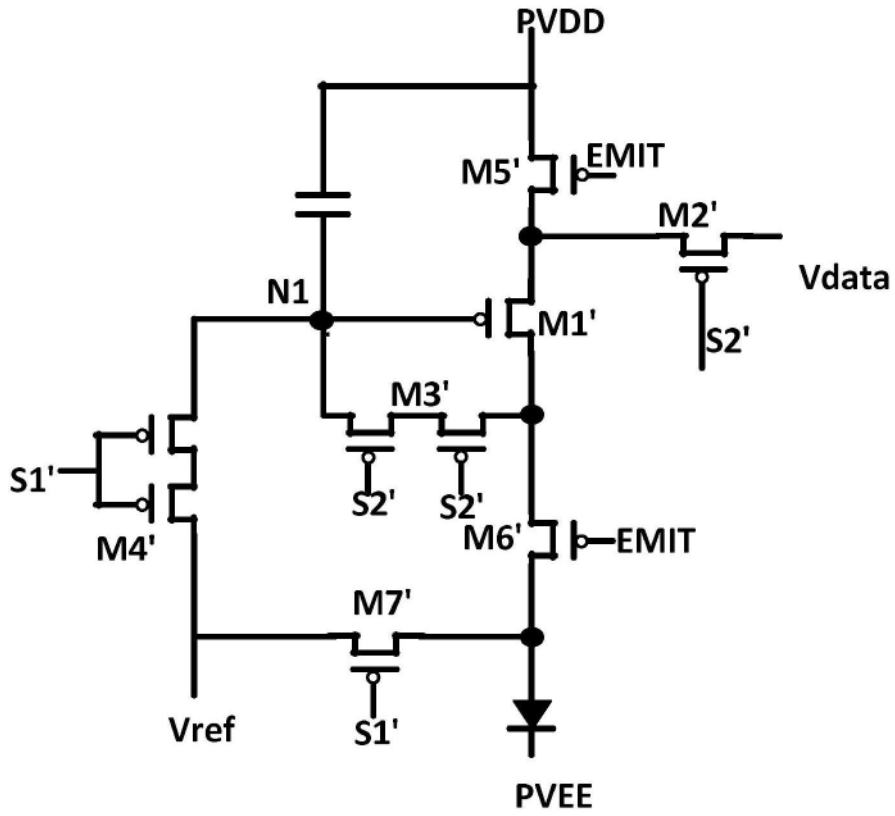 PVDD
M5'
EMIT
M2'
Vdata
N1
M1'
S2'
M3'
S1'
S2'
S2'
M4'
M6'
EMIT
M7'
Vref
S1'
PVEE